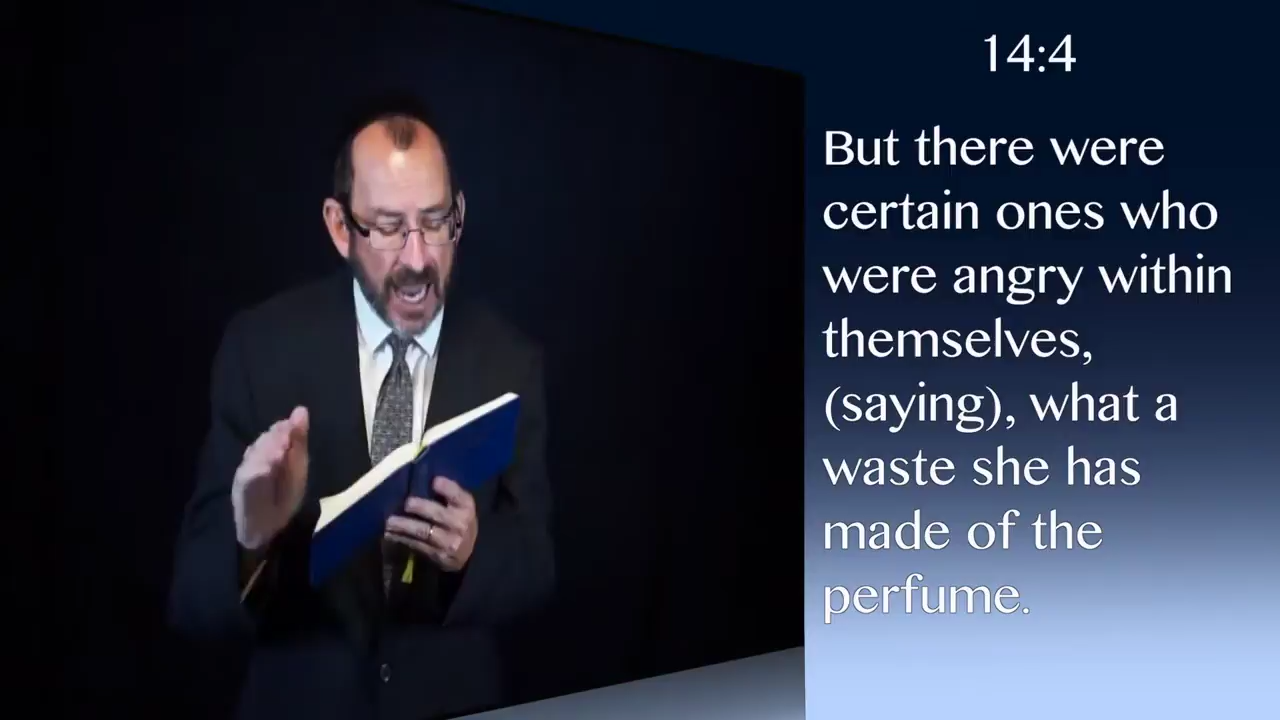 14:4
But there were
certain ones who
were angry within
themselves,
(saying), what a
waste she has
made of the
perfume.